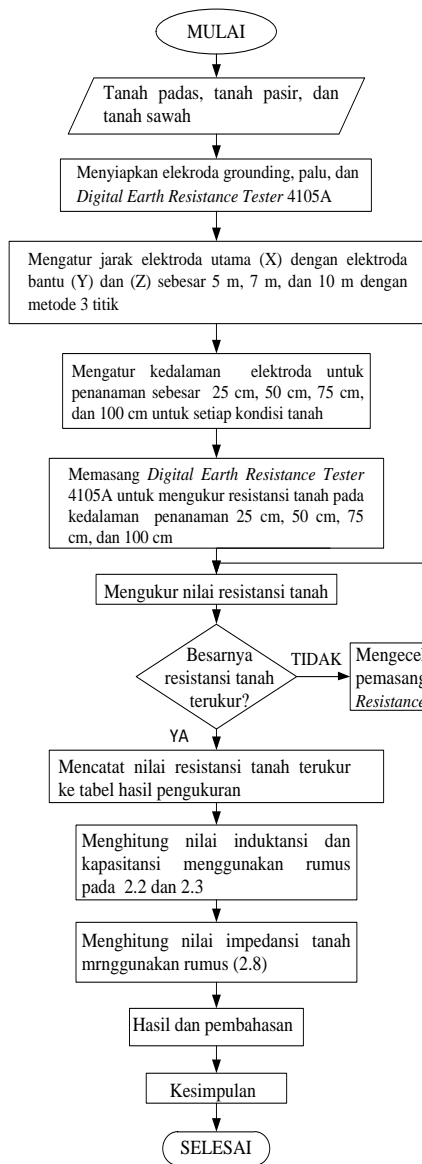 MULAI
Tanah padas, tanah pasir, dan
tanah sawah
Menyiapkan elekroda grounding, palu, dan
Digital Earth Resistance Tester 4105A
Mengatur jarak elektroda utama (X) dengan elektroda
bantu (Y) dan (Z) sebesar 5 m, 7 m, dan 10 m dengan
metode 3 titik
Mengatur kedalaman elektroda untuk
penanaman sebesar 25 cm, 50 cm, 75 cm,
dan 100 cm untuk setiap kondisi tanah
Memasang Digital Earth Resistance Tester
4105A untuk mengukur resistansi tanah pada
kedalaman penanaman 25 cm, 50 cm, 75
cm, dan 100 cm
Mengukur nilai resistansi tanah
Besarnya
resistansi tanah
terukur?
TIDAK
Mengecek
pemasang
Resistance
YA
Mencatat nilai resistansi tanah terukur
ke tabel hasil pengukuran
Menghitung nilai induktansi dan
kapasitansi menggunakan rumus
pada 2.2 dan 2.3
Menghitung nilai impedansi tanah
mrnggunakan rumus (2.8)
Hasil dan pembahasan
Kesimpulan
SELESAI